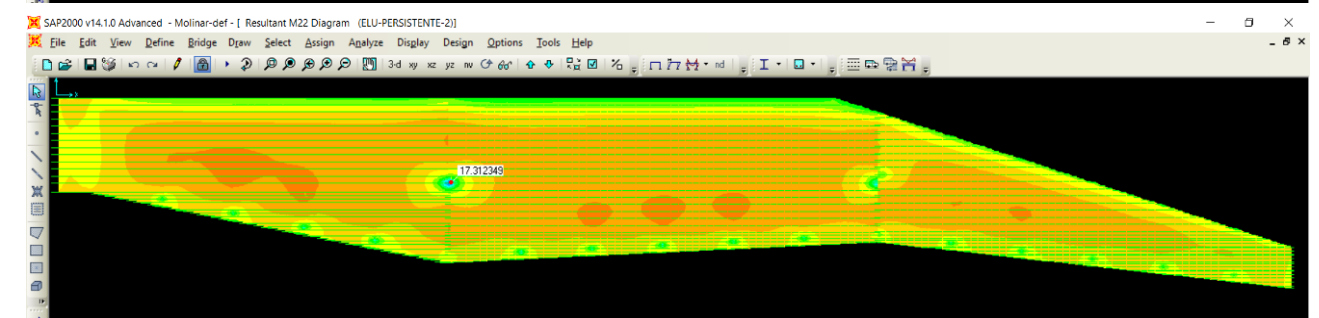 SAP2000 v14.1.0 Advanced - Molinar-def - [ Resultant M22 Diagram (ELU-PERSISTENTE-2)]
File Edit View Define Bridge Draw Select Assign Analyze Display Design Options Tools Help
3-d xy xz yz nv nd
x
17.312349